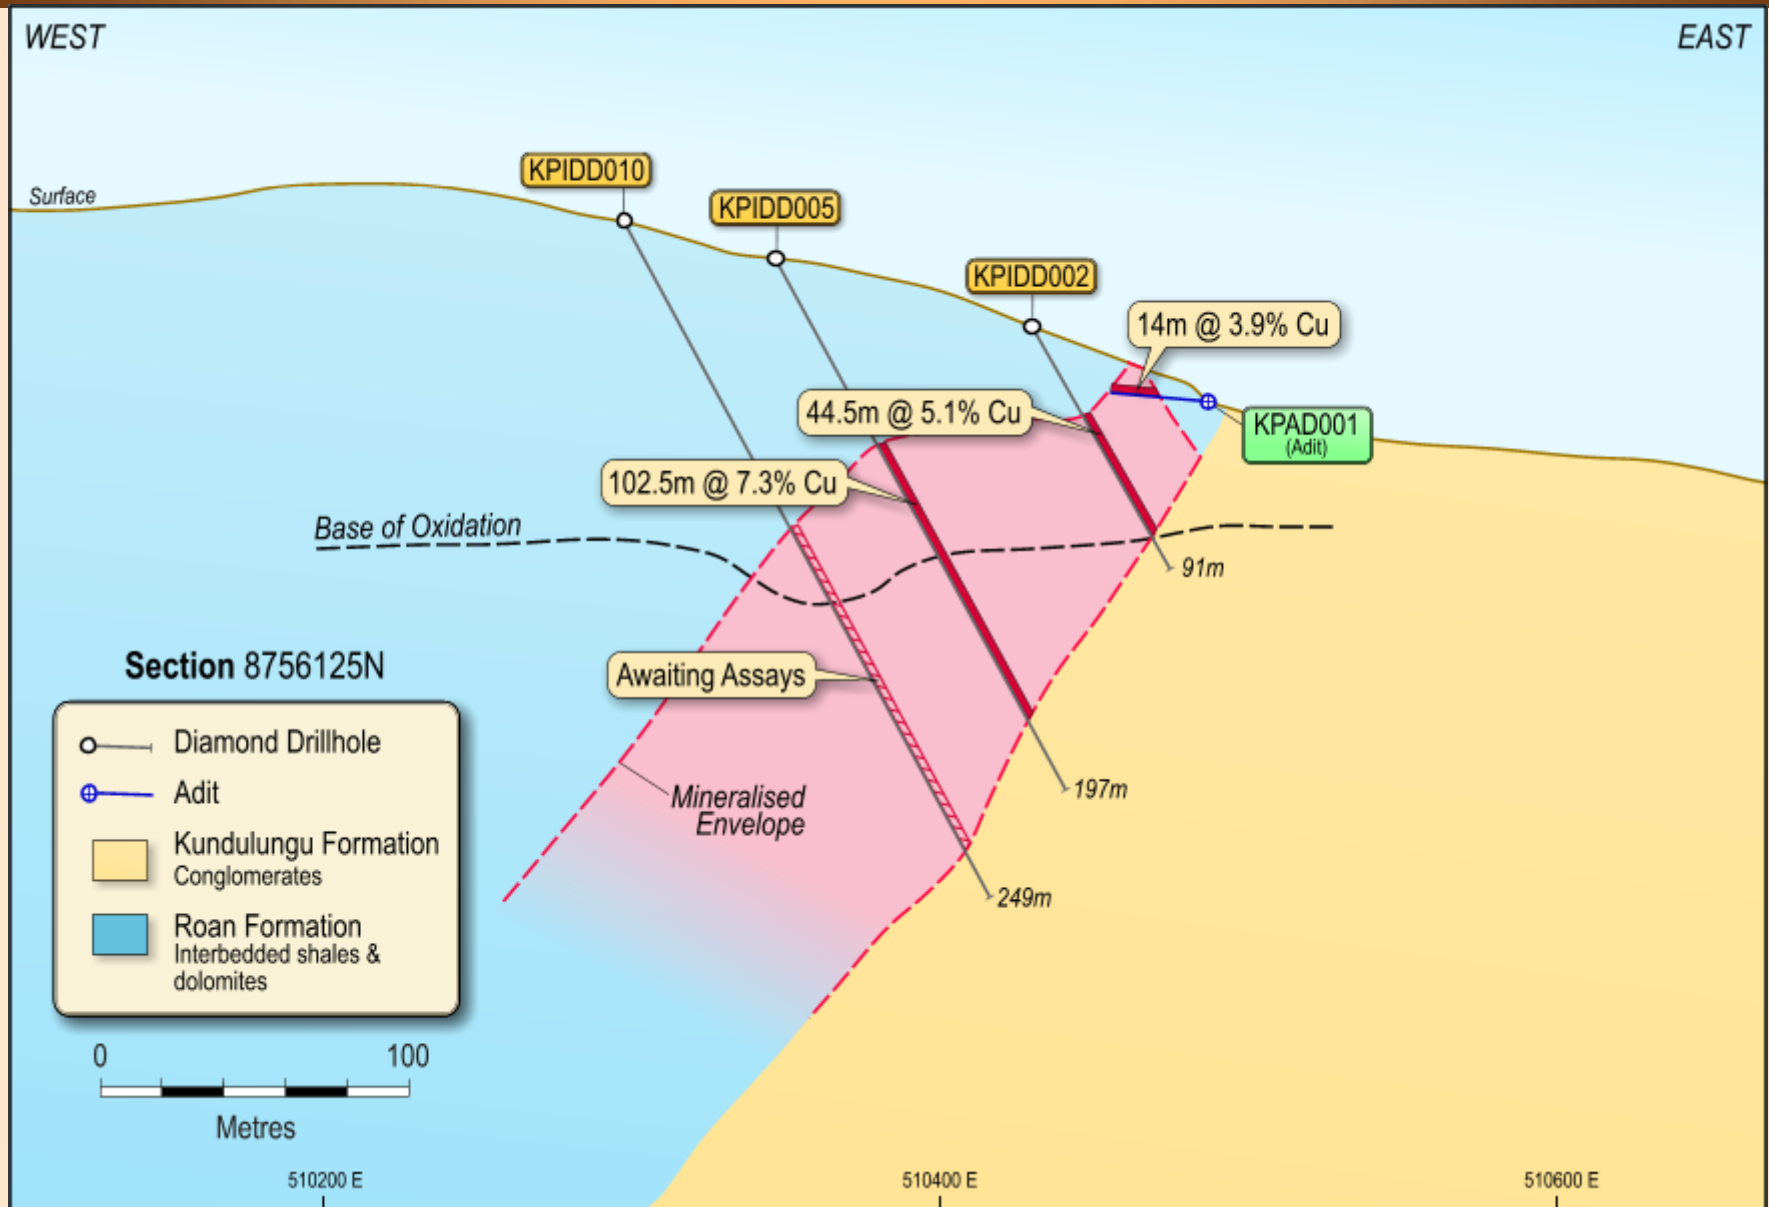 WEST
EAST
Surface
KPIDD010
KPIDD005
KPIDD002
14m @ 3.9% Cu
44.5m @ 5.1% Cu
KPAD001
(Adit)
102.5m @ 7.3% Cu
Base of Oxidation
91m
Awaiting Assays
Mineralised
Envelope
197m
249m
Section 8756125N
Diamond Drillhole
Adit
Kundulungu Formation
Conglomerates
Roan Formation
Interbedded shales &
dolomites
0 100
Metres
510200 E
510400 E
510600 E